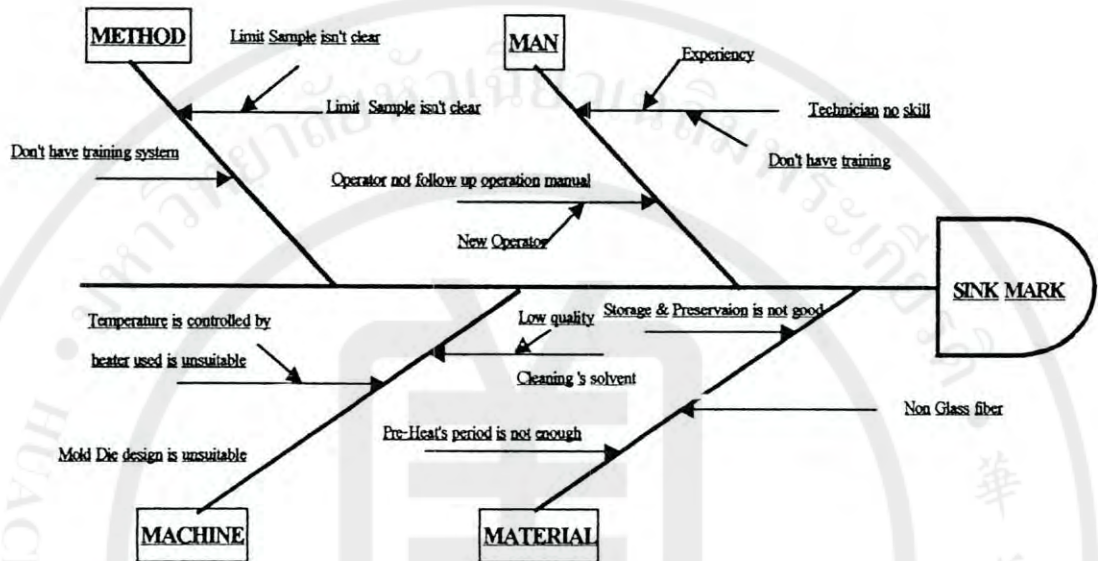 METHOD
Limit Sample isn't clear
MAN
Experiency
Limit Sample isn't clear
Technician no skill
Don't have training system
Don't have training
Operator not follow up operation manual
New Operator
SINK MARK
Temperature is controlled by
heater used is unsuitable
Low quality
Storage & Preservaion is not good
Cleaning 's solvent
Non Glass fiber
Pre-Heat's period is not enough
Mold Die design is unsuitable
MACHINE
MATERIAL
HUAC
華